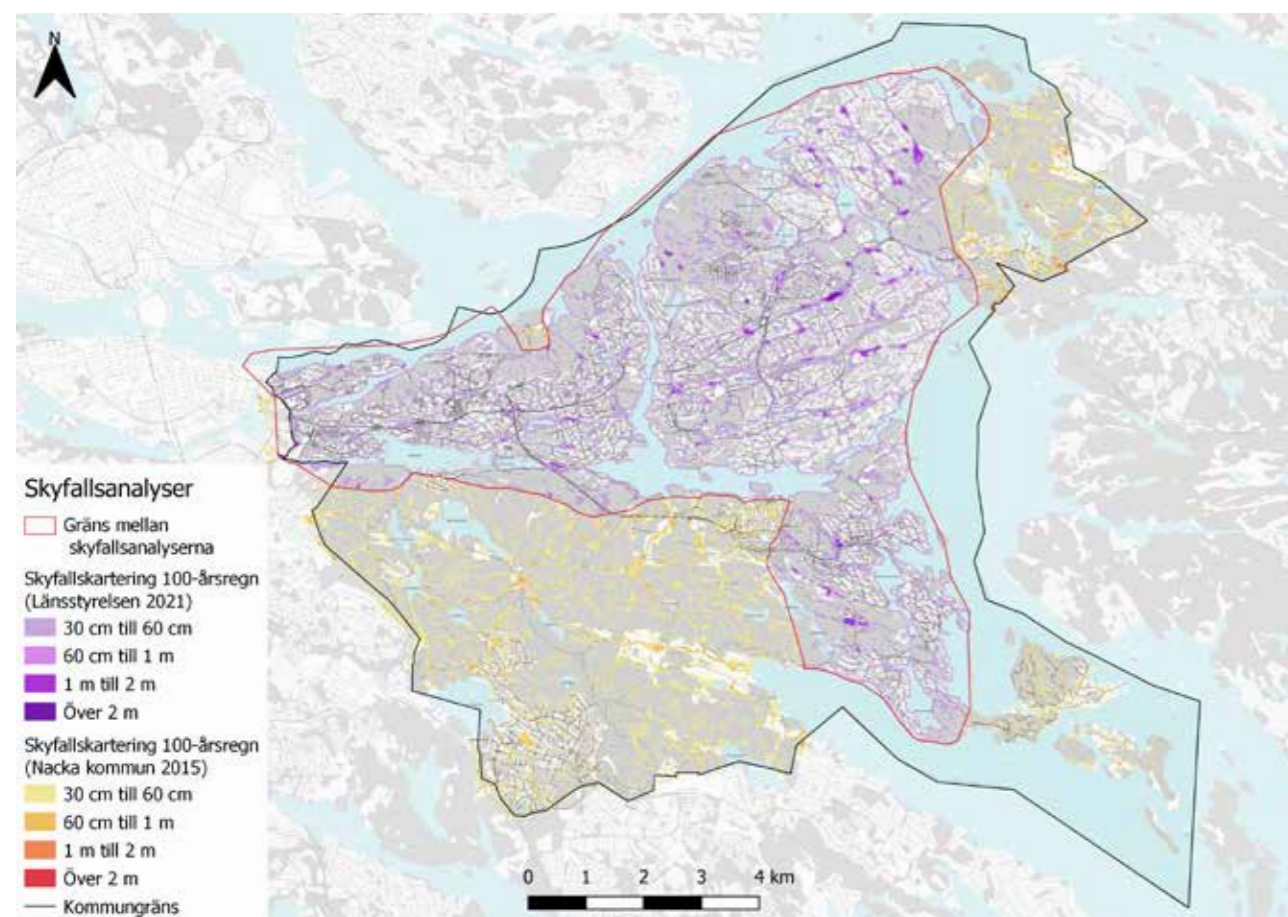 N
Skyfallsanalyser
Gräns mellan
skyfallsanalyserna
Skyfallskartering 100-årsregn
(Länsstyrelsen 2021)
30 cm till 60 cm
60 cm till 1 m
1 m till 2 m
Över 2 m
Skyfallskartering 100-årsregn
(Nacka kommun 2015)
30 cm till 60 cm
60 cm till 1 m
1 m till 2 m
Över 2 m
Kommungräns
0 1 2 3 4 km